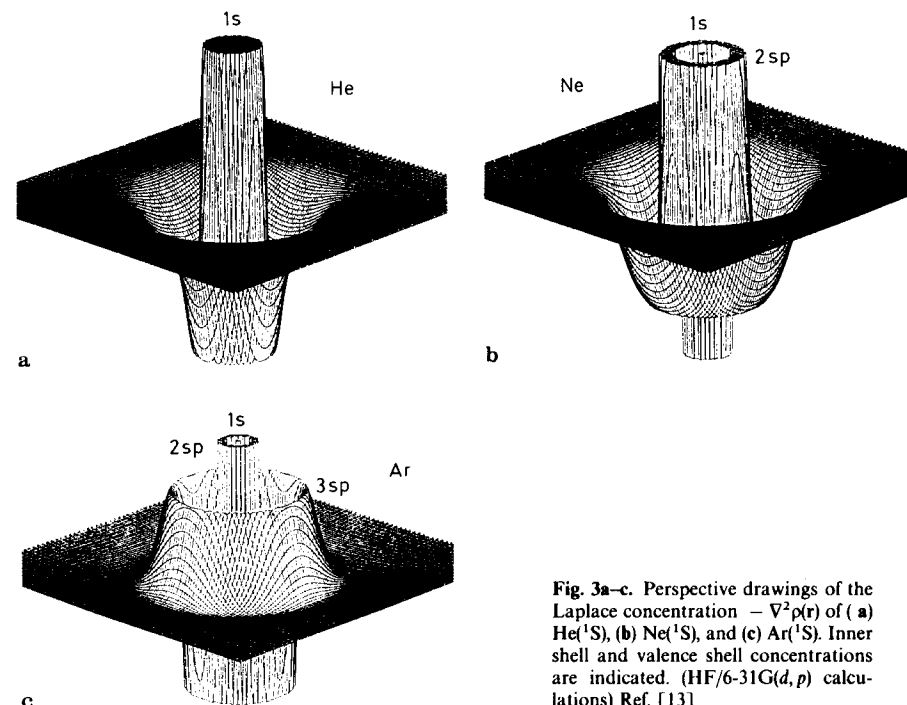 1s
He
a
1s
2sp
Ne
b
1s
2sp
Ar
3sp
c
Fig. 3a–c. Perspective drawings of the
Laplace concentration − ∇²ρ(r) of ( a)
He(¹S), (b) Ne(¹S), and (c) Ar(¹S). Inner
shell and valence shell concentrations
are indicated. (HF/6-31G(d, p) calcu-
lations) Ref. [13]